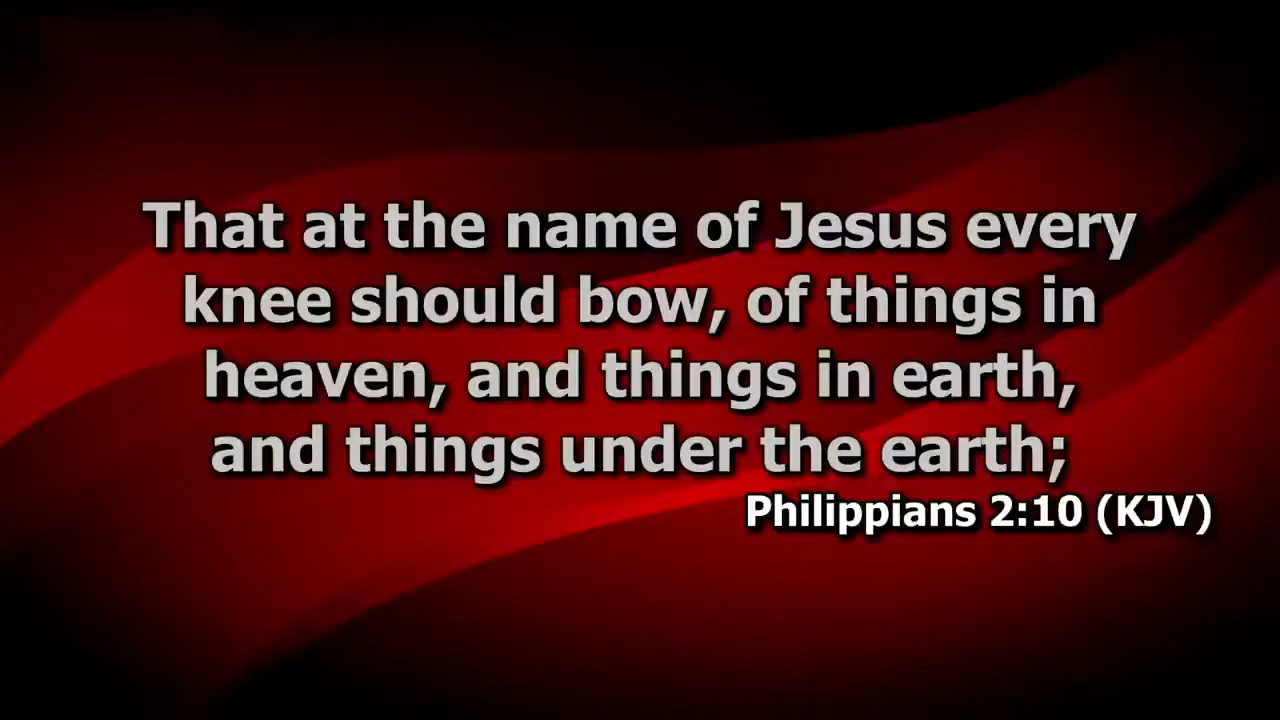 That at the name of Jesus every
knee should bow, of things in
heaven, and things in earth,
and things under the earth;
Philippians 2:10 (KJV)